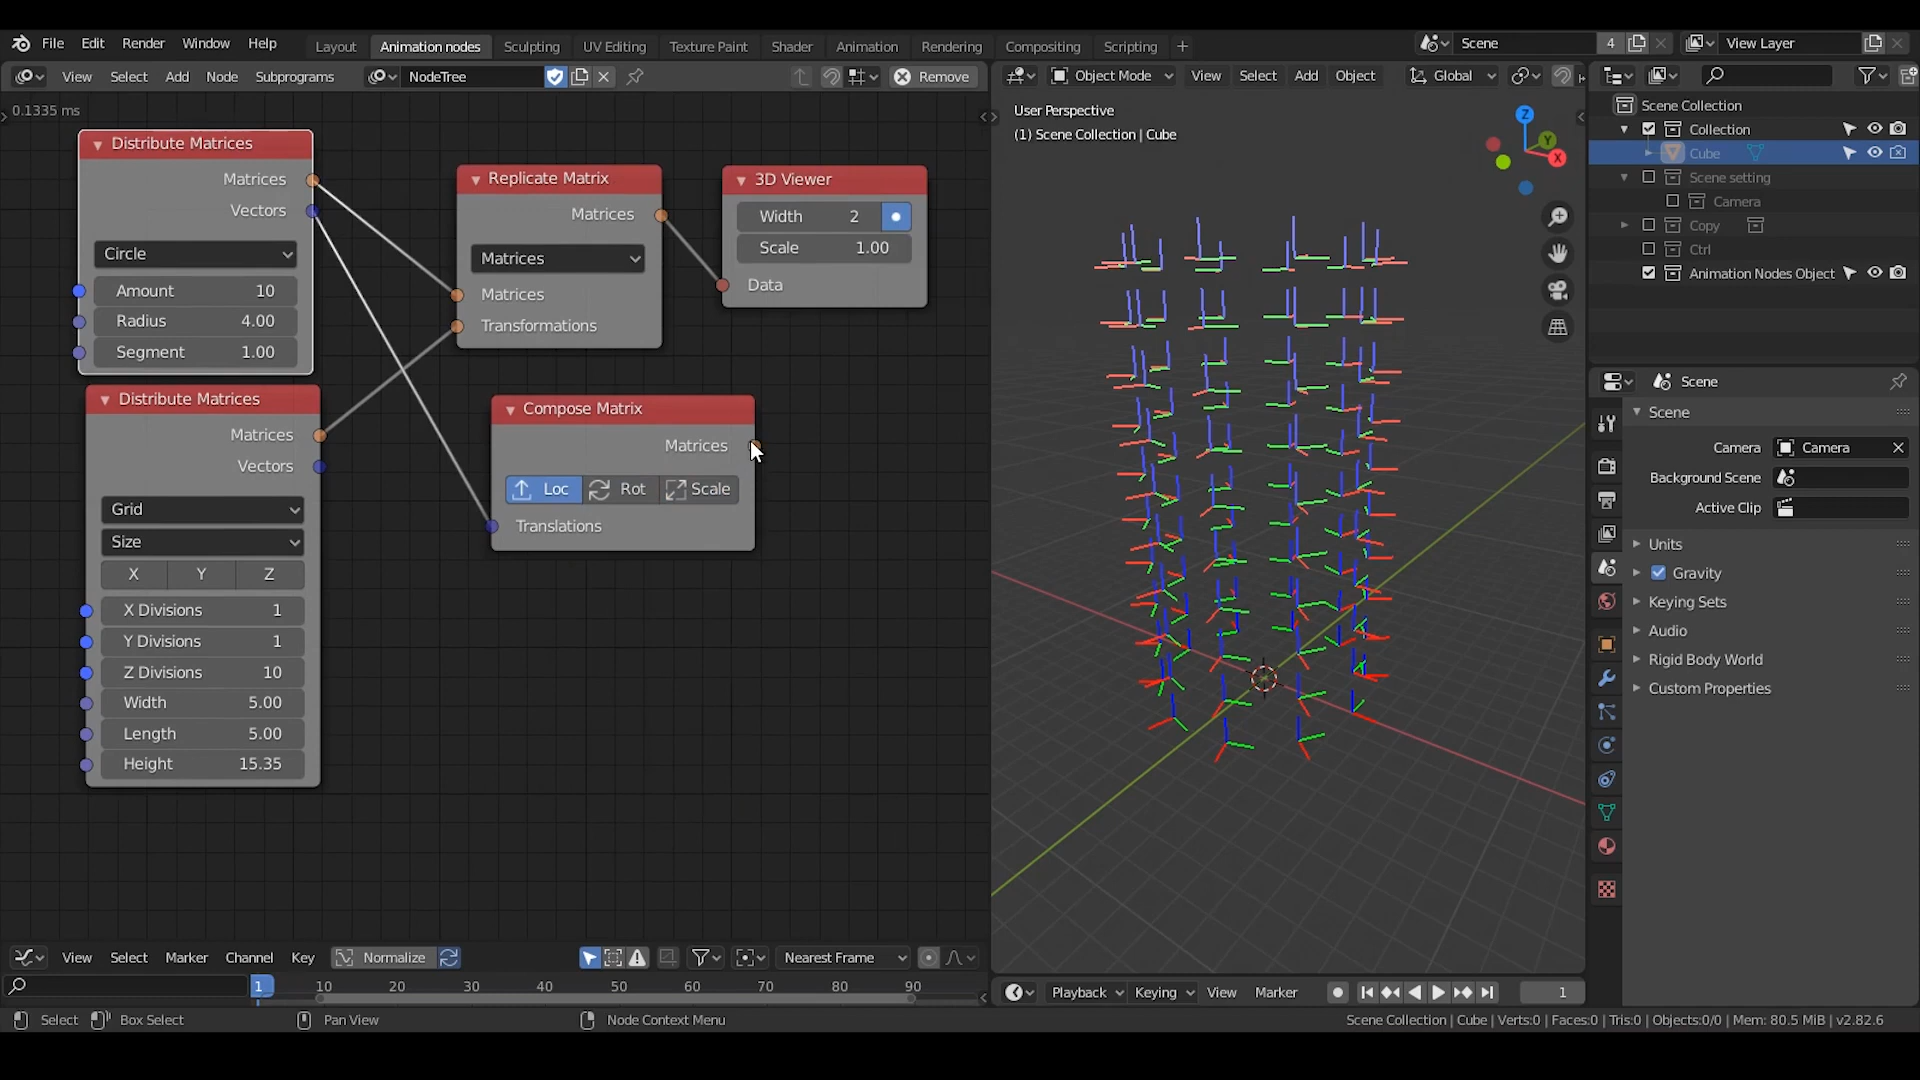 File Edit Render Window Help Layout Animation nodes Sculpting UV Editing Texture Paint Shader Animation Rendering Compositing Scripting + Scene 4 View Layer
View Select Add Node Subprograms NodeTree Remove Object Mode View Select Add Object Global
0.1335 ms
Distribute Matrices
Matrices
Vectors
Circle
Amount 10
Radius 4.00
Segment 1.00
Distribute Matrices
Matrices
Vectors
Grid
Size
X Y Z
X Divisions 1
Y Divisions 1
Z Divisions 10
Width 5.00
Length 5.00
Height 15.35
Replicate Matrix
Matrices
Matrices
Matrices
Transformations
3D Viewer
Width 2
Scale 1.00
Data
Compose Matrix
Matrices
Loc Rot Scale
Translations
User Perspective
(1) Scene Collection | Cube
Z
Y
X
Scene Collection
Collection
Cube
Scene setting
Camera
Copy
Ctrl
Animation Nodes Object
Scene
Scene
Camera Camera
Background Scene
Active Clip
Units
Gravity
Keying Sets
Audio
Rigid Body World
Custom Properties
View Select Marker Channel Key Normalize Nearest Frame
1 10 20 30 40 50 60 70 80 90
Playback Keying View Marker 1
Select Box Select Pan View Node Context Menu Scene Collection | Cube | Verts:0 | Faces:0 | Tris:0 | Objects:0/0 | Mem: 80.5 MiB | v2.82.6